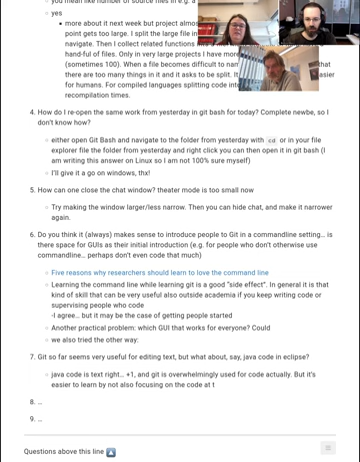 you mean like number of source files in e.g. a
yes
more about it next week but project almos
point gets too large. I split the large file in
navigate. Then I collect related functions
hand-ful of files. Only in very large projects I have more
(sometimes 100). When a file becomes difficult to nam that
there are too many things in it and it asks to split. It easier
for humans. For compiled languages splitting code int
recompilation times.
4. How do I re-open the same work from yesterday in git bash for today? Complete newbe, so I
don't know how?
either open Git Bash and navigate to the folder from yesterday with cd or in your file
explorer file the folder from yesterday and right click you can then open it in git bash (I
am writing this answer on Linux so I am not 100% sure myself)
I'll give it a go on windows, thx!
5. How can one close the chat window? theater mode is too small now
Try making the window larger/less narrow. Then you can hide chat, and make it narrower
again.
6. Do you think it (always) makes sense to introduce people to Git in a commandline setting.. is
there space for GUIs as their initial introduction (e.g. for people who don't otherwise use
commandline... perhaps don't even code that much)
Five reasons why researchers should learn to love the command line
Learning the command line while learning git is a good "side effect". In general it is that
kind of skill that can be very useful also outside academia if you keep writing code or
supervising people who code
-I agree... but it may be the case of getting people started
Another practical problem: which GUI that works for everyone? Could
we also tried the other way:
7. Git so far seems very useful for editing text, but what about, say, java code in eclipse?
java code is text right... +1, and git is overwhelmingly used for code actually. But it's
easier to learn by not also focusing on the code at t
8. ...
9. ...
Questions above this line